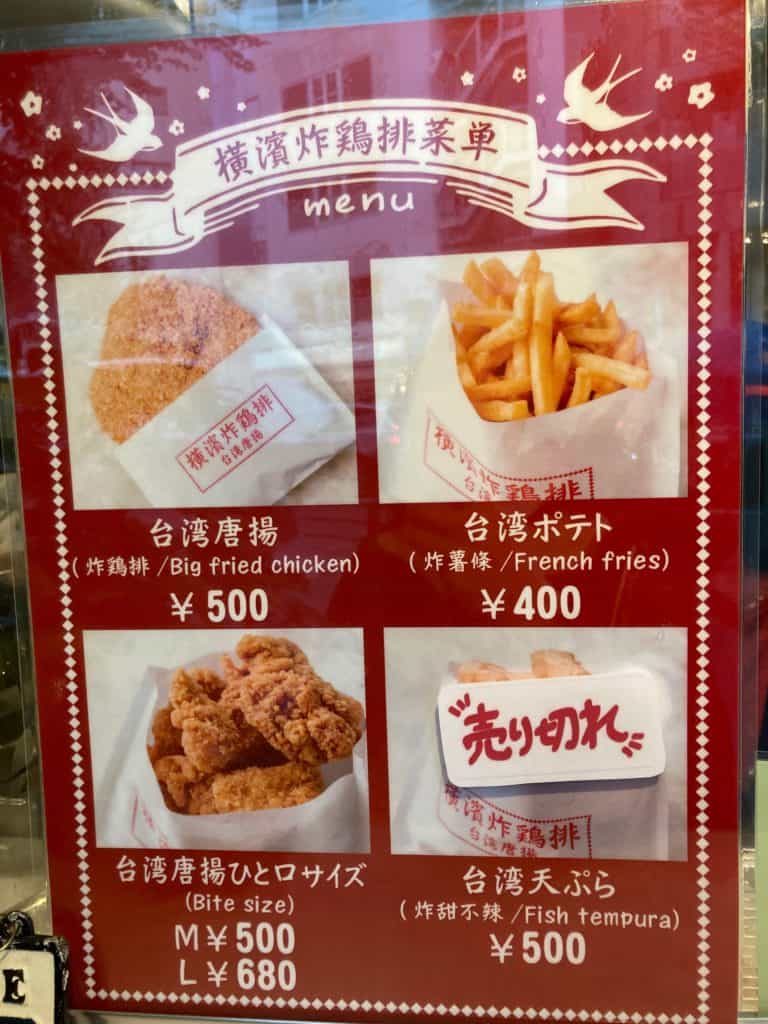 橫濱炸鶏排菜単
menu
橫濱炸鶏排
台湾唐揚
橫濱炸鶏排
台湾唐揚
(炸鶏排/Big fried chicken)
¥500
台湾ポテト
(炸薯條/French fries)
¥400
売り切れ
橫濱炸鶏排
台湾唐揚
台湾唐揚ひと口サイズ
(Bite size)
M¥500
L¥680
台湾天ぷら
(炸甜不辣/Fish tempura)
¥500
E